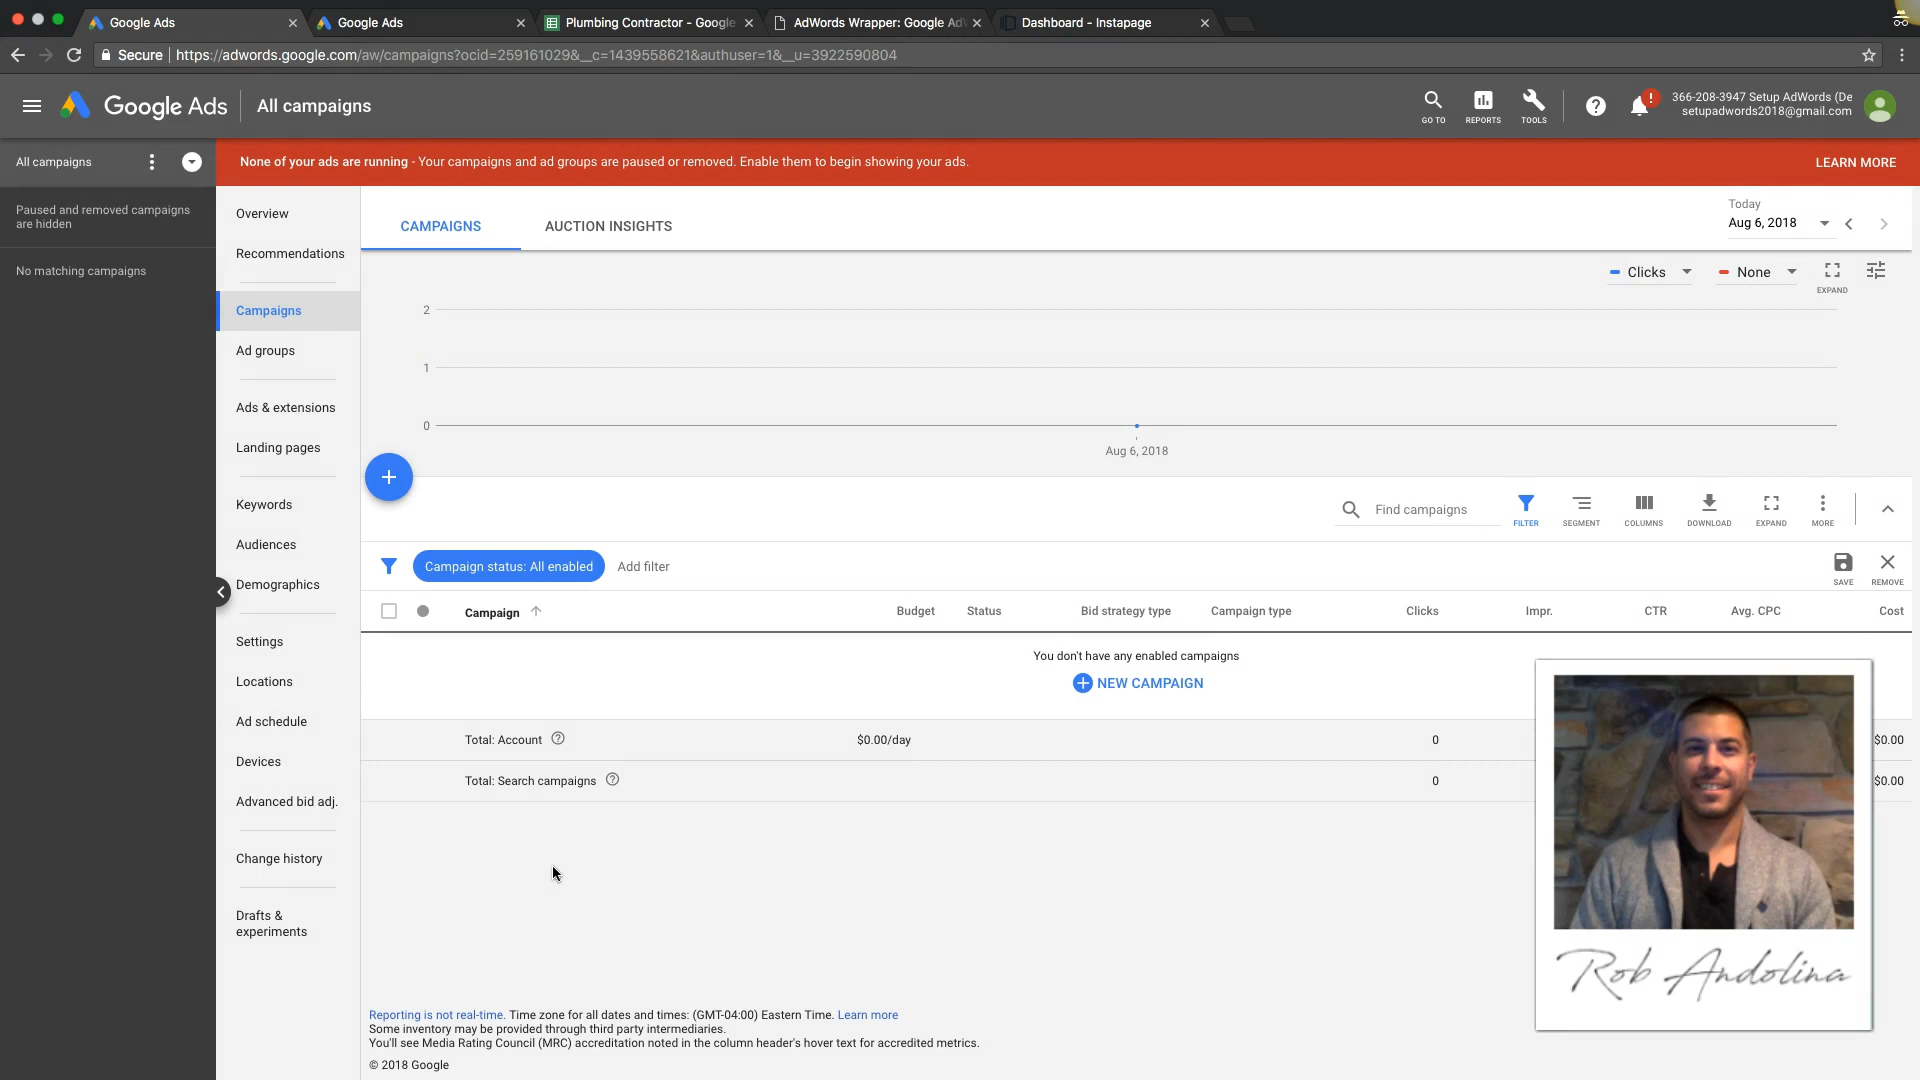 Google Ads
Google Ads
Plumbing Contractor - Google
AdWords Wrapper: Google Ad
Dashboard - Instapage
Secure
https://adwords.google.com/aw/campaigns?ocid=259161029&__c=1439558621&authuser=1&__u=3922590804
Google Ads
All campaigns
GO TO
REPORTS
TOOLS
?
!
366-208-3947 Setup AdWords (De
setupadwords2018@gmail.com
All campaigns
None of your ads are running - Your campaigns and ad groups are paused or removed. Enable them to begin showing your ads.
LEARN MORE
Paused and removed campaigns
are hidden
No matching campaigns
Overview
Recommendations
Campaigns
Ad groups
Ads & extensions
Landing pages
Keywords
Audiences
Demographics
Settings
Locations
Ad schedule
Devices
Advanced bid adj.
Change history
Drafts &
experiments
CAMPAIGNS
AUCTION INSIGHTS
Today
Aug 6, 2018
Clicks
None
EXPAND
2
1
0
Aug 6, 2018
Find campaigns
FILTER
SEGMENT
COLUMNS
DOWNLOAD
EXPAND
MORE
Campaign status: All enabled
Add filter
SAVE
REMOVE
Campaign
Budget
Status
Bid strategy type
Campaign type
Clicks
Impr.
CTR
Avg. CPC
Cost
You don't have any enabled campaigns
NEW CAMPAIGN
Total: Account ?
$0.00/day
0
$0.00
Total: Search campaigns ?
0
$0.00
Rob Andolina
Reporting is not real-time. Time zone for all dates and times: (GMT-04:00) Eastern Time. Learn more
Some inventory may be provided through third party intermediaries.
You'll see Media Rating Council (MRC) accreditation noted in the column header's hover text for accredited metrics.
© 2018 Google